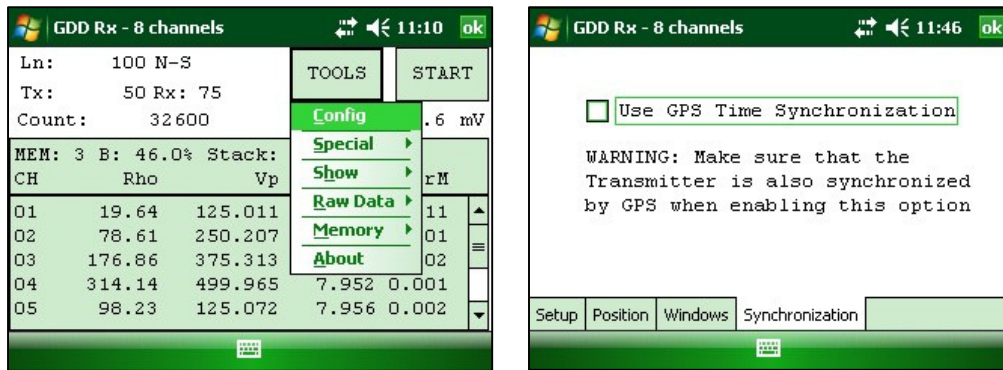 GDD Rx - 8 channels 11:10 ok
Ln: 100 N-S
TOOLS START
Tx: 50 Rx: 75
Count: 32600 .6 mV
Config
Special
Show
Raw Data
Memory
About
MEM: 3 B: 46.0% Stack:
CH Rho Vp rM
01 19.64 125.011 11
02 78.61 250.207 01
03 176.86 375.313 02
04 314.14 499.965 7.952 0.001
05 98.23 125.072 7.956 0.002
GDD Rx - 8 channels 11:46 ok
Use GPS Time Synchronization
WARNING: Make sure that the
Transmitter is also synchronized
by GPS when enabling this option
Setup Position Windows Synchronization